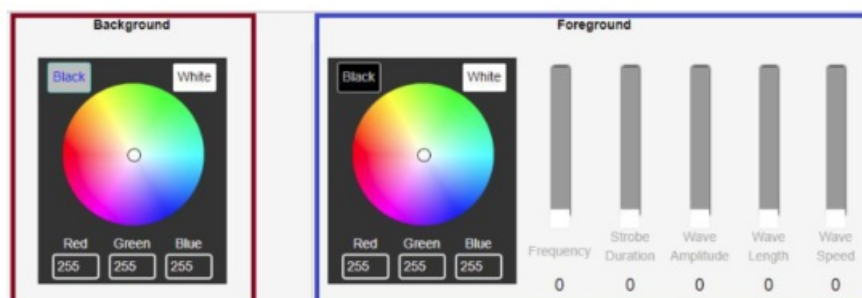 Background
Black
White
Red Green Blue
255 255 255
Foreground
Black
White
Red Green Blue
255 255 255
Frequency
Strobe
Duration
Wave
Amplitude
Wave
Length
Wave
Speed
0 0 0 0 0